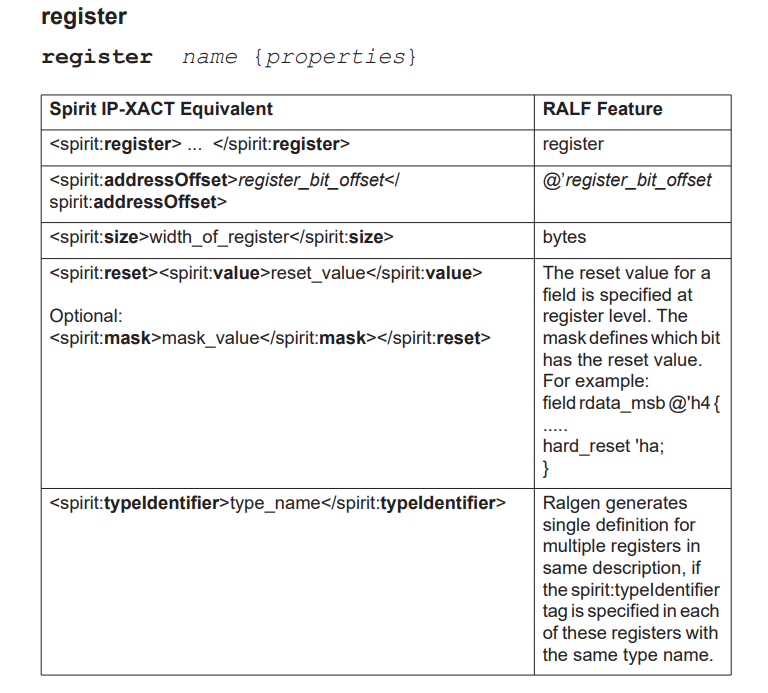 register
register name {properties}
Spirit IP-XACT Equivalent
RALF Feature
<spirit:register> ... </spirit:register>
register
<spirit:addressOffset>register_bit_offset</
spirit:addressOffset>
@'register_bit_offset
<spirit:size>width_of_register</spirit:size>
bytes
<spirit:reset><spirit:value>reset_value</spirit:value>
Optional:
<spirit:mask>mask_value</spirit:mask></spirit:reset>
The reset value for a
field is specified at
register level. The
mask defines which bit
has the reset value.
For example:
field rdata_msb @'h4 {
.....
hard_reset 'ha;
}
<spirit:typeIdentifier>type_name</spirit:typeIdentifier>
Ralgen generates
single definition for
multiple registers in
same description, if
the spirit:typeIdentifier
tag is specified in each
of these registers with
the same type name.